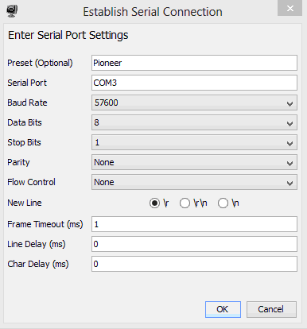 Establish Serial Connection
Enter Serial Port Settings
Preset (Optional) Pioneer
Serial Port COM3
Baud Rate 57600
Data Bits 8
Stop Bits 1
Parity None
Flow Control None
New Line \r \r\n \n
Frame Timeout (ms) 1
Line Delay (ms) 0
Char Delay (ms) 0
OK Cancel